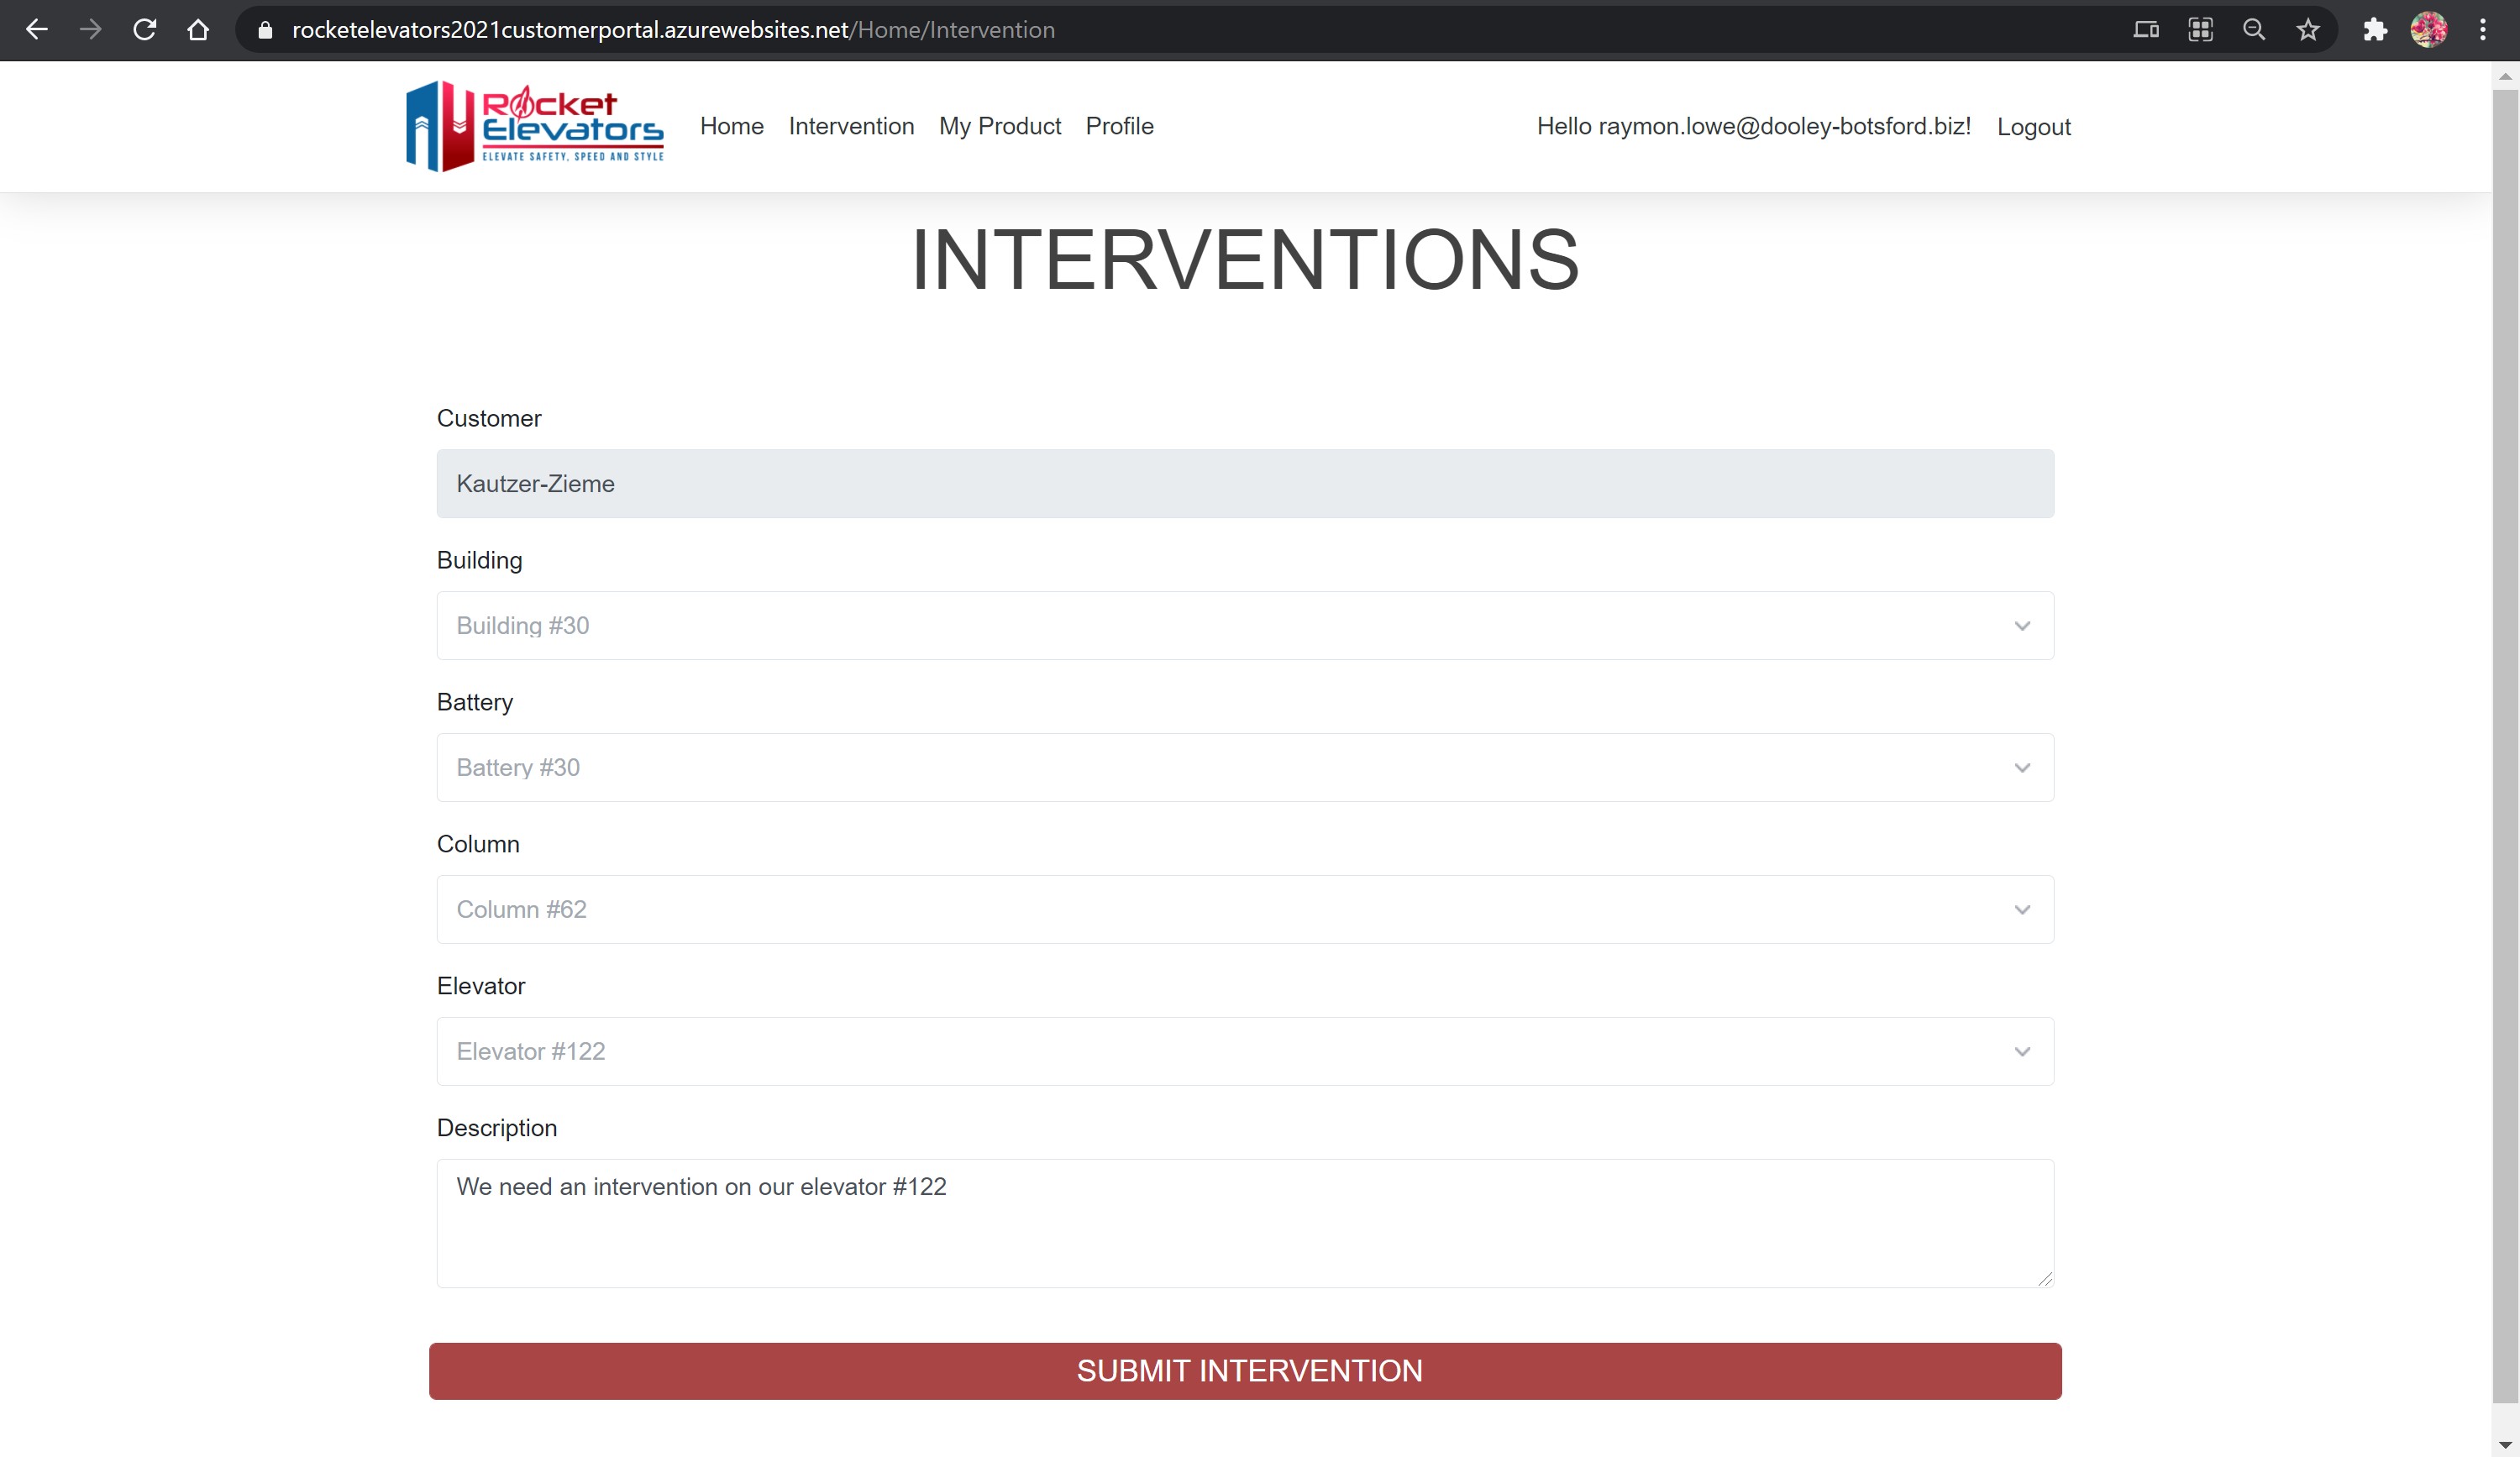 rocketelevators2021customerportal.azurewebsites.net/Home/Intervention
Rocket
Elevators
ELEVATE SAFETY, SPEED AND STYLE
Home Intervention My Product Profile
Hello raymon.lowe@dooley-botsford.biz! Logout
INTERVENTIONS
Customer
Kautzer-Zieme
Building
Building #30
Battery
Battery #30
Column
Column #62
Elevator
Elevator #122
Description
We need an intervention on our elevator #122
SUBMIT INTERVENTION